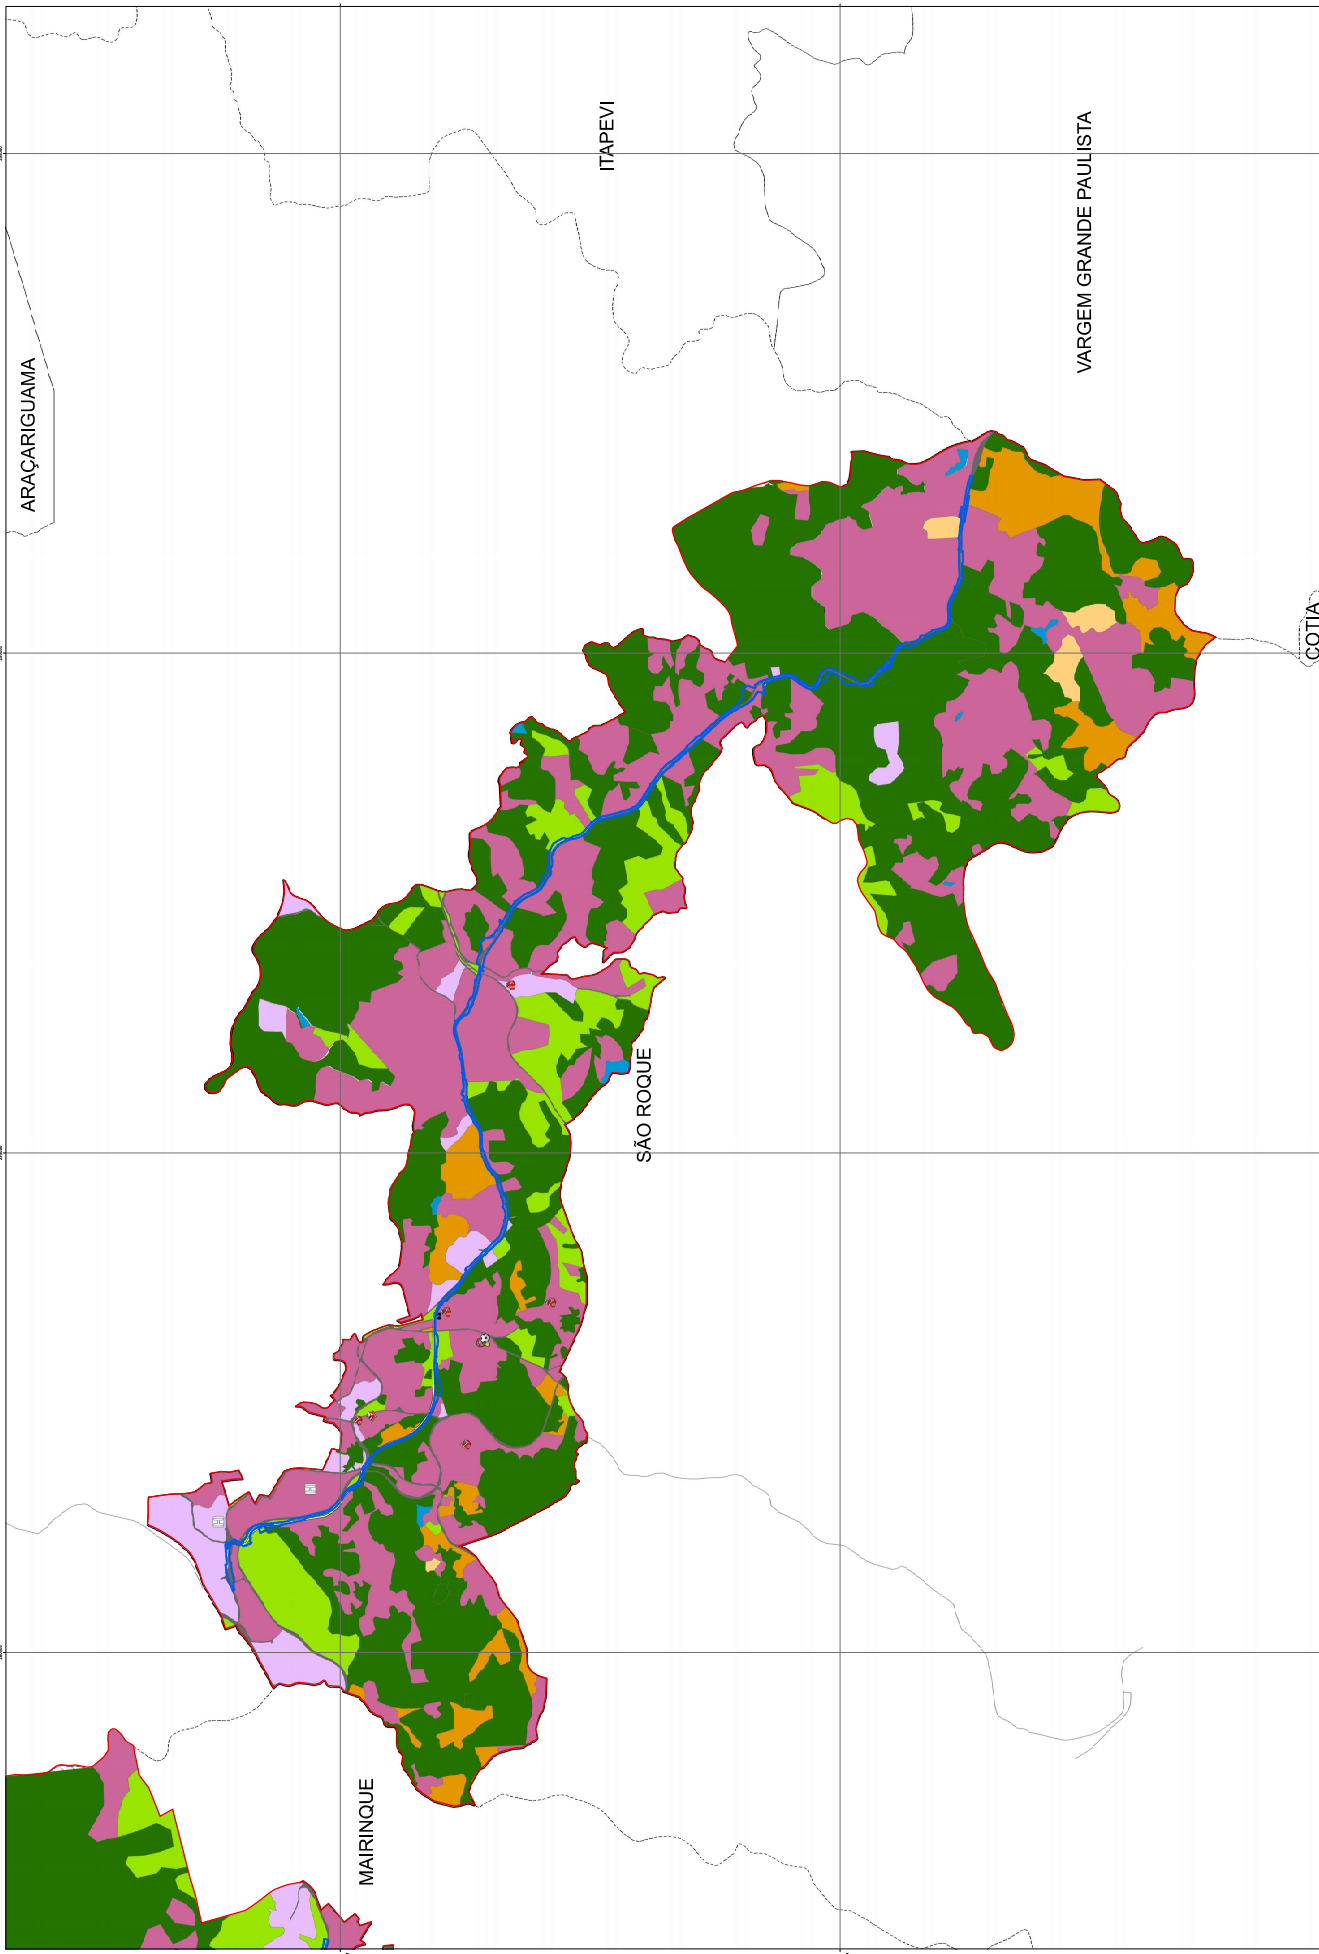 ARAÇARIGUAMA
ITAPEVI
VARGEM GRANDE PAULISTA
COTIA
SÃO ROQUE
MAIRINQUE